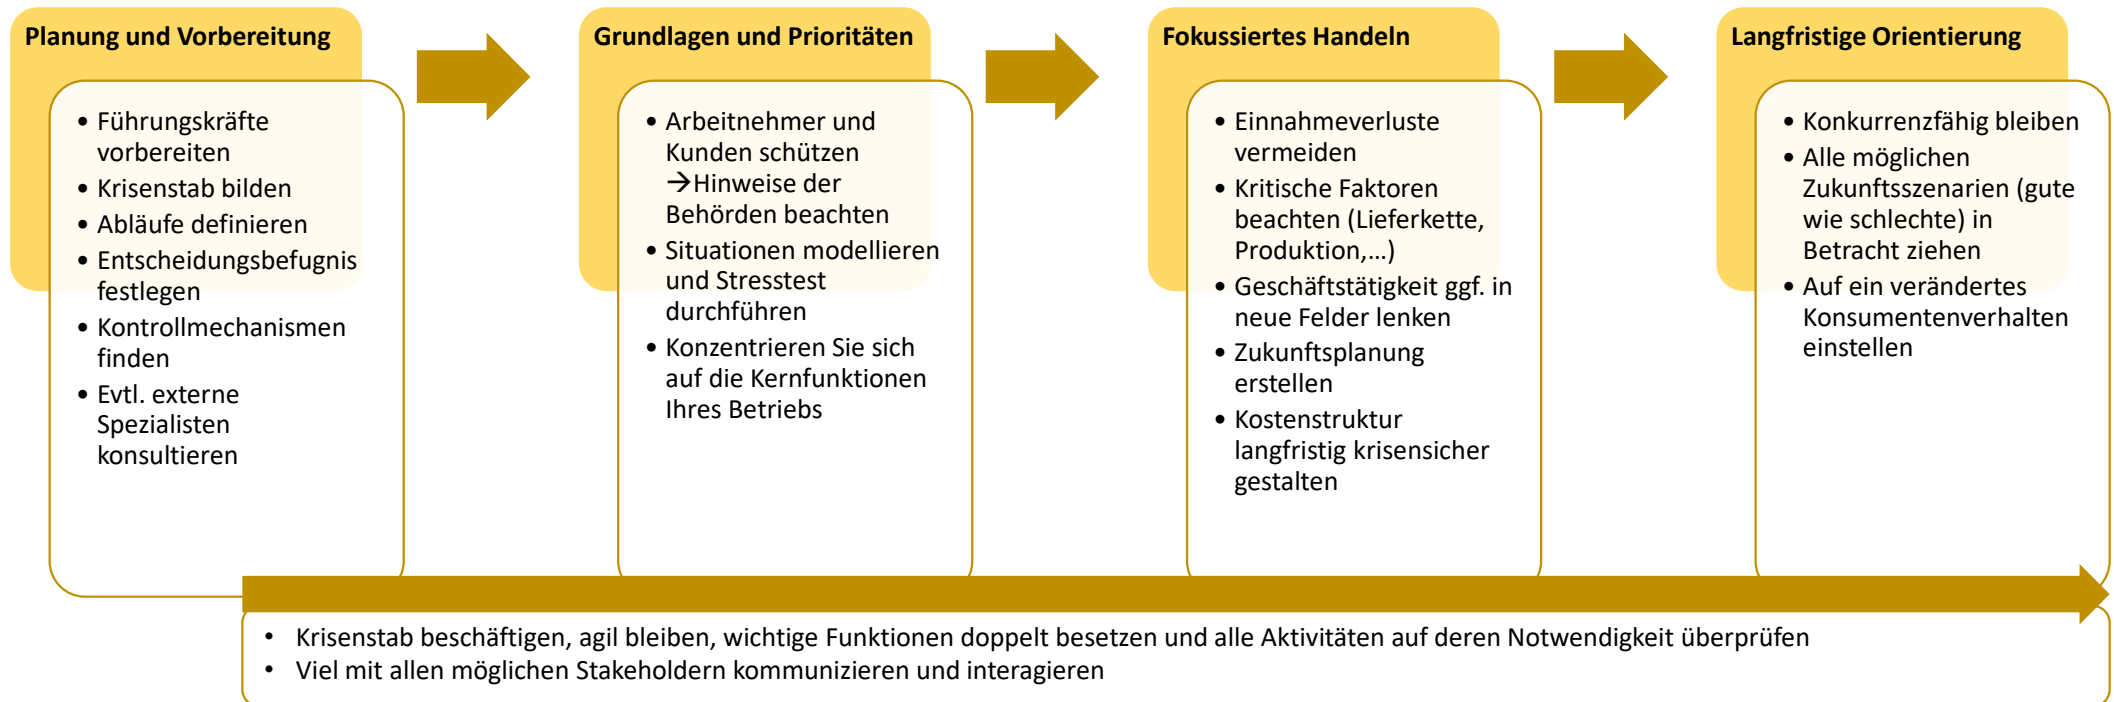 Planung und Vorbereitung
• Führungskräfte
vorbereiten
• Krisenstab bilden
• Abläufe definieren
• Entscheidungsbefugnis
festlegen
• Kontrollmechanismen
finden
• Evtl. externe
Spezialisten
konsultieren
Grundlagen und Prioritäten
• Arbeitnehmer und
Kunden schützen
→Hinweise der
Behörden beachten
• Situationen modellieren
und Stresstest
durchführen
• Konzentrieren Sie sich
auf die Kernfunktionen
Ihres Betriebs
Fokussiertes Handeln
• Einnahmeverluste
vermeiden
• Kritische Faktoren
beachten (Lieferkette,
Produktion,…)
• Geschäftstätigkeit ggf. in
neue Felder lenken
• Zukunftsplanung
erstellen
• Kostenstruktur
langfristig krisensicher
gestalten
Langfristige Orientierung
• Konkurrenzfähig bleiben
• Alle möglichen
Zukunftsszenarien (gute
wie schlechte) in
Betracht ziehen
• Auf ein verändertes
Konsumentenverhalten
einstellen
• Krisenstab beschäftigen, agil bleiben, wichtige Funktionen doppelt besetzen und alle Aktivitäten auf deren Notwendigkeit überprüfen
• Viel mit allen möglichen Stakeholdern kommunizieren und interagieren